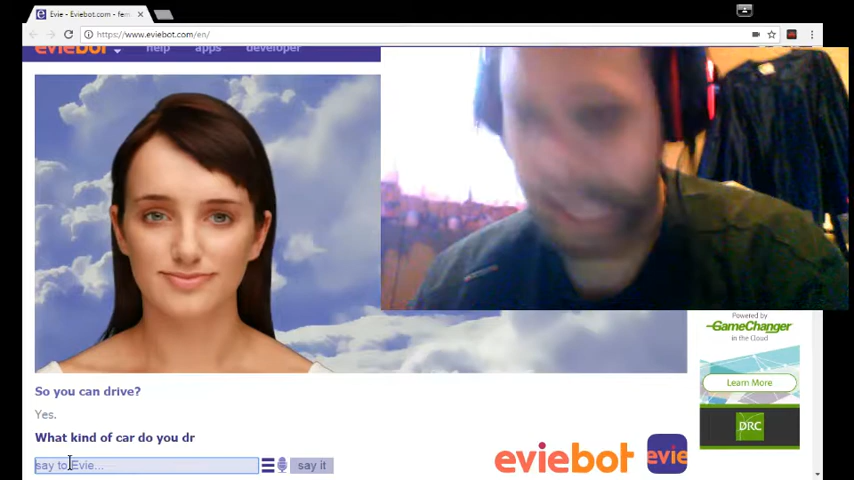 Evie - Eviebot.com - fem
https://www.eviebot.com/en/
eviebot
help apps developer
So you can drive?
Yes.
What kind of car do you dr
say to Evie...
say it
eviebot
evie
Powered by
GameChanger
in the Cloud
Learn More
DRC